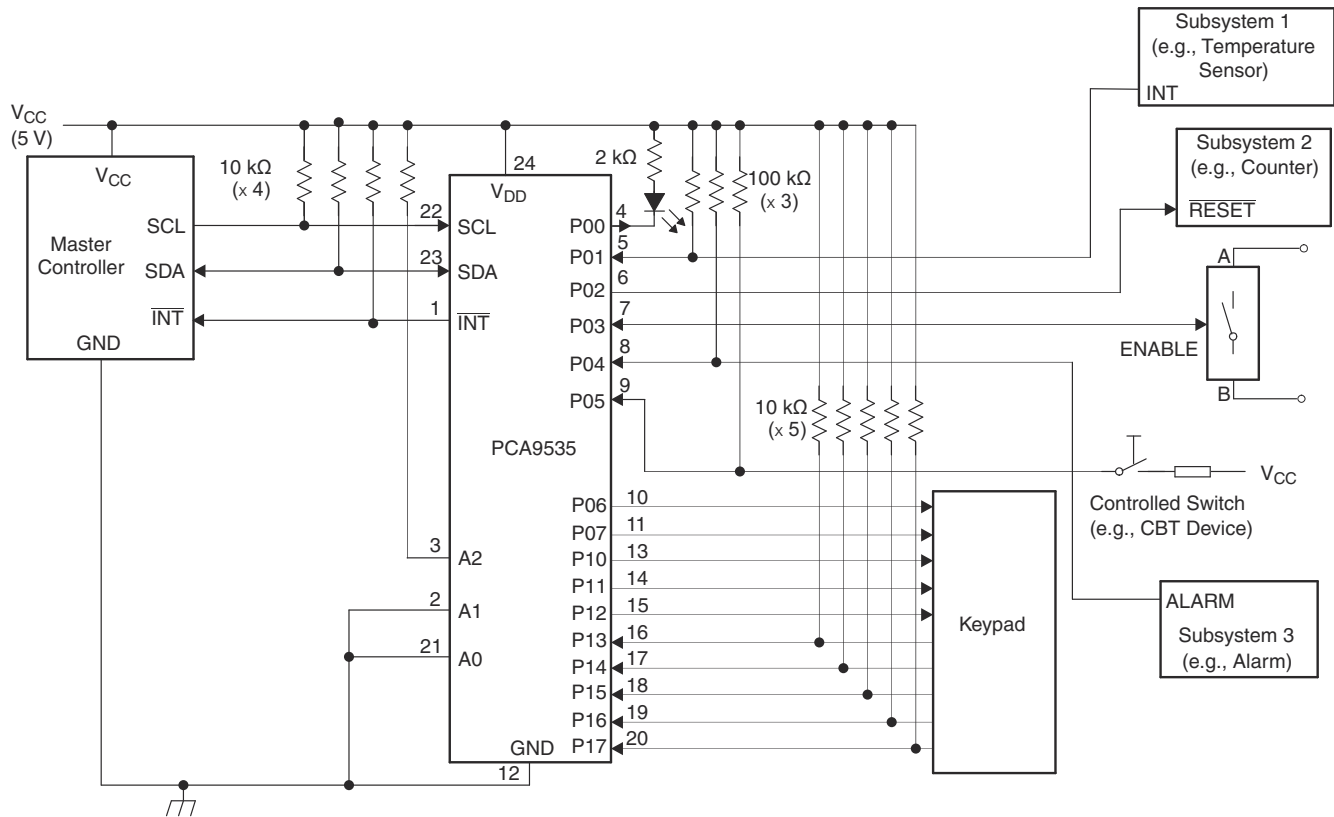 Subsystem 1
(e.g., Temperature
Sensor)
INT
VCC
(5 V)
VCC
Master
Controller
SCL
SDA
INT
GND
10 kΩ
(x 4)
22
23
1
3
2
21
24
VDD
SCL
SDA
INT
PCA9535
A2
A1
A0
GND
12
P00
P01
P02
P03
P04
P05
P06
P07
P10
P11
P12
P13
P14
P15
P16
P17
4
5
6
7
8
9
10
11
13
14
15
16
17
18
19
20
2 kΩ
100 kΩ
(x 3)
10 kΩ
(x 5)
Keypad
Subsystem 2
(e.g., Counter)
RESET
A
ENABLE
B
VCC
Controlled Switch
(e.g., CBT Device)
ALARM
Subsystem 3
(e.g., Alarm)